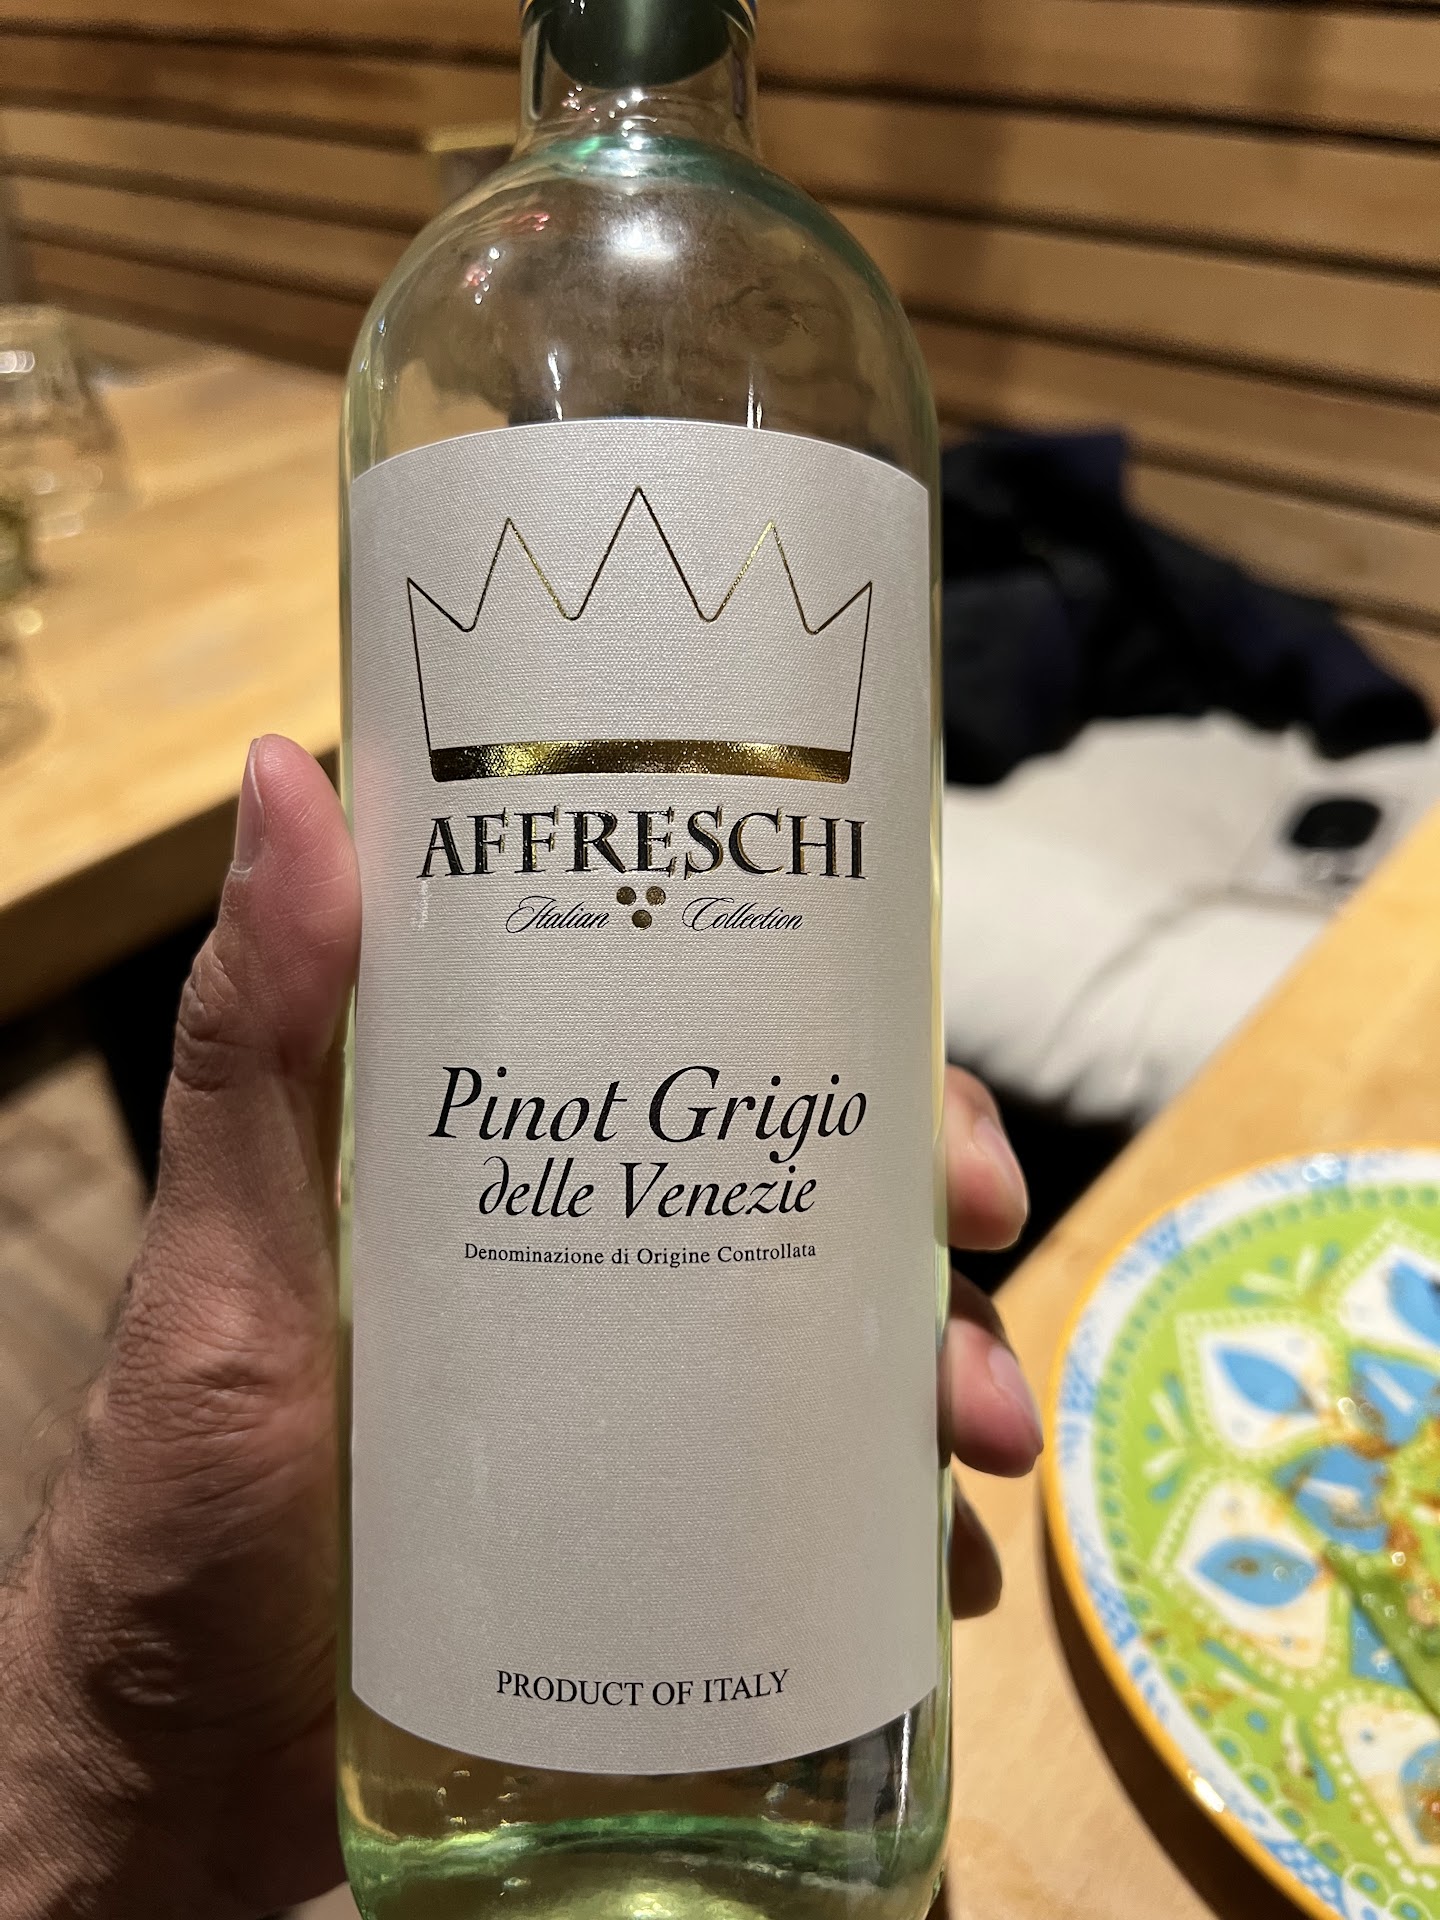 AFFRESCHI
Italian Collection
Pinot Grigio
delle Venezie
Denominazione di Origine Controllata
PRODUCT OF ITALY